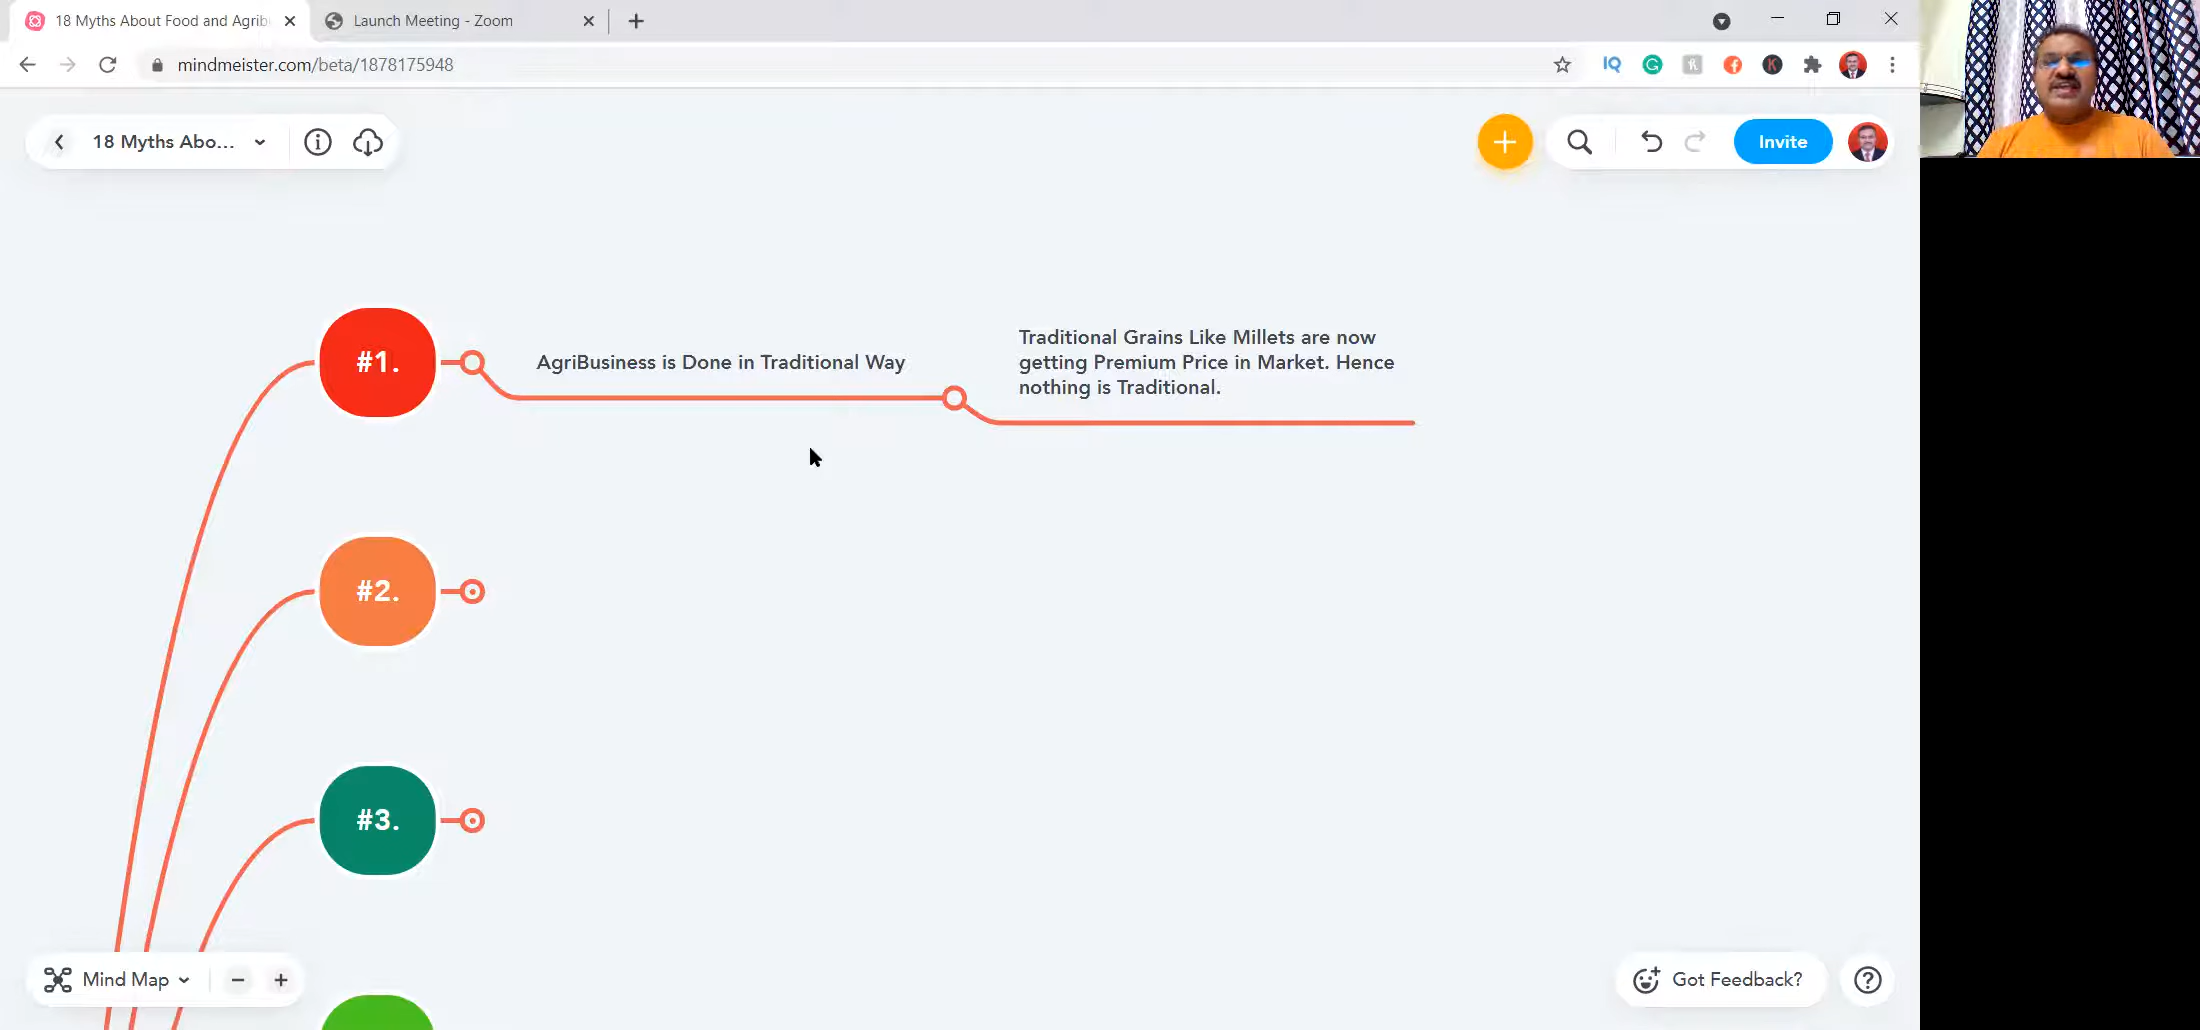 18 Myths About Food and Agrib
Launch Meeting - Zoom
mindmeister.com/beta/1878175948
IQ
18 Myths Abo...
Invite
#1.
AgriBusiness is Done in Traditional Way
Traditional Grains Like Millets are now
getting Premium Price in Market. Hence
nothing is Traditional.
#2.
#3.
Mind Map
Got Feedback?